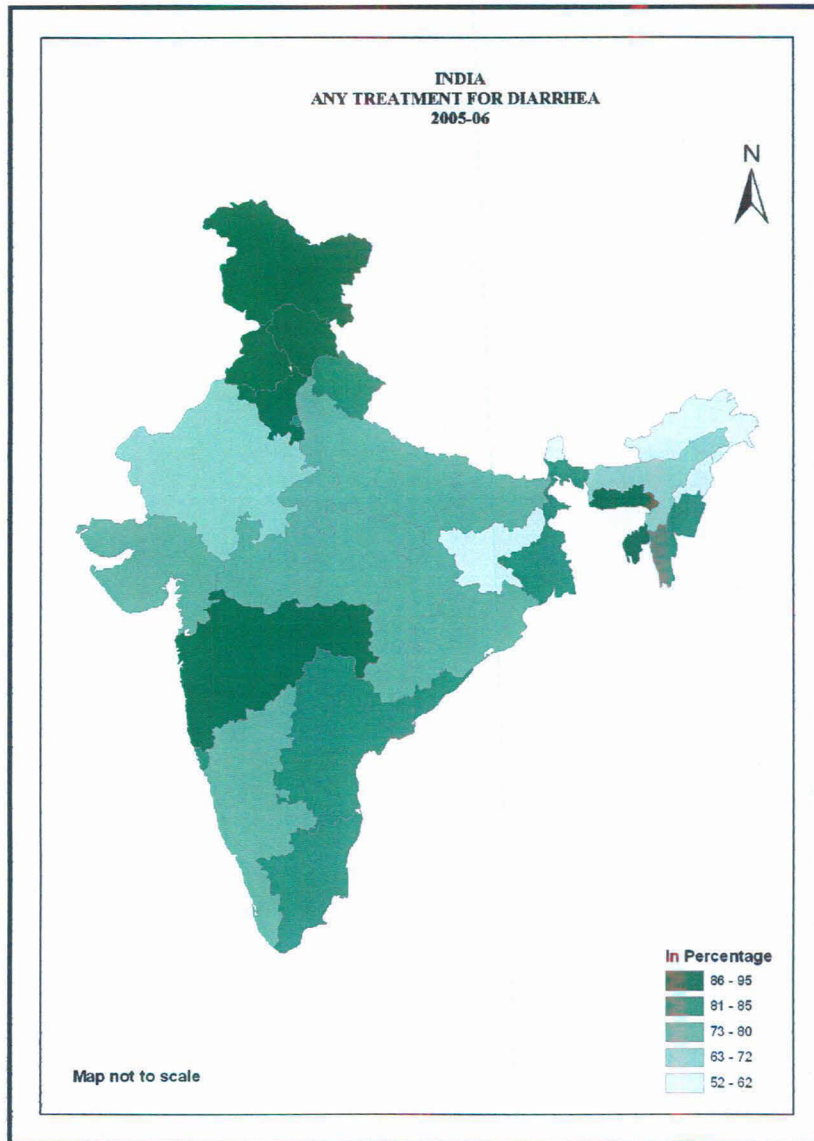 INDIA
ANY TREATMENT FOR DIARRHEA
2005-06
N
In Percentage
86 - 95
81 - 85
73 - 80
63 - 72
52 - 62
Map not to scale